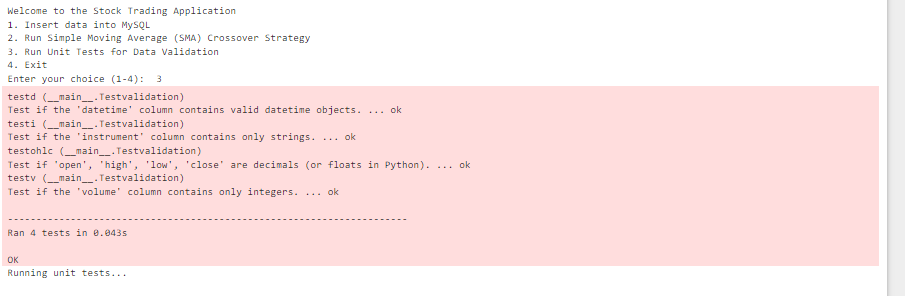 Welcome to the Stock Trading Application
1. Insert data into MySQL
2. Run Simple Moving Average (SMA) Crossover Strategy
3. Run Unit Tests for Data Validation
4. Exit
Enter your choice (1-4):  3
testd (__main__.Testvalidation)
Test if the 'datetime' column contains valid datetime objects. ... ok
testi (__main__.Testvalidation)
Test if the 'instrument' column contains only strings. ... ok
testohlc (__main__.Testvalidation)
Test if 'open', 'high', 'low', 'close' are decimals (or floats in Python). ... ok
testv (__main__.Testvalidation)
Test if the 'volume' column contains only integers. ... ok
----------------------------------------------------------------------
Ran 4 tests in 0.043s
OK
Running unit tests...